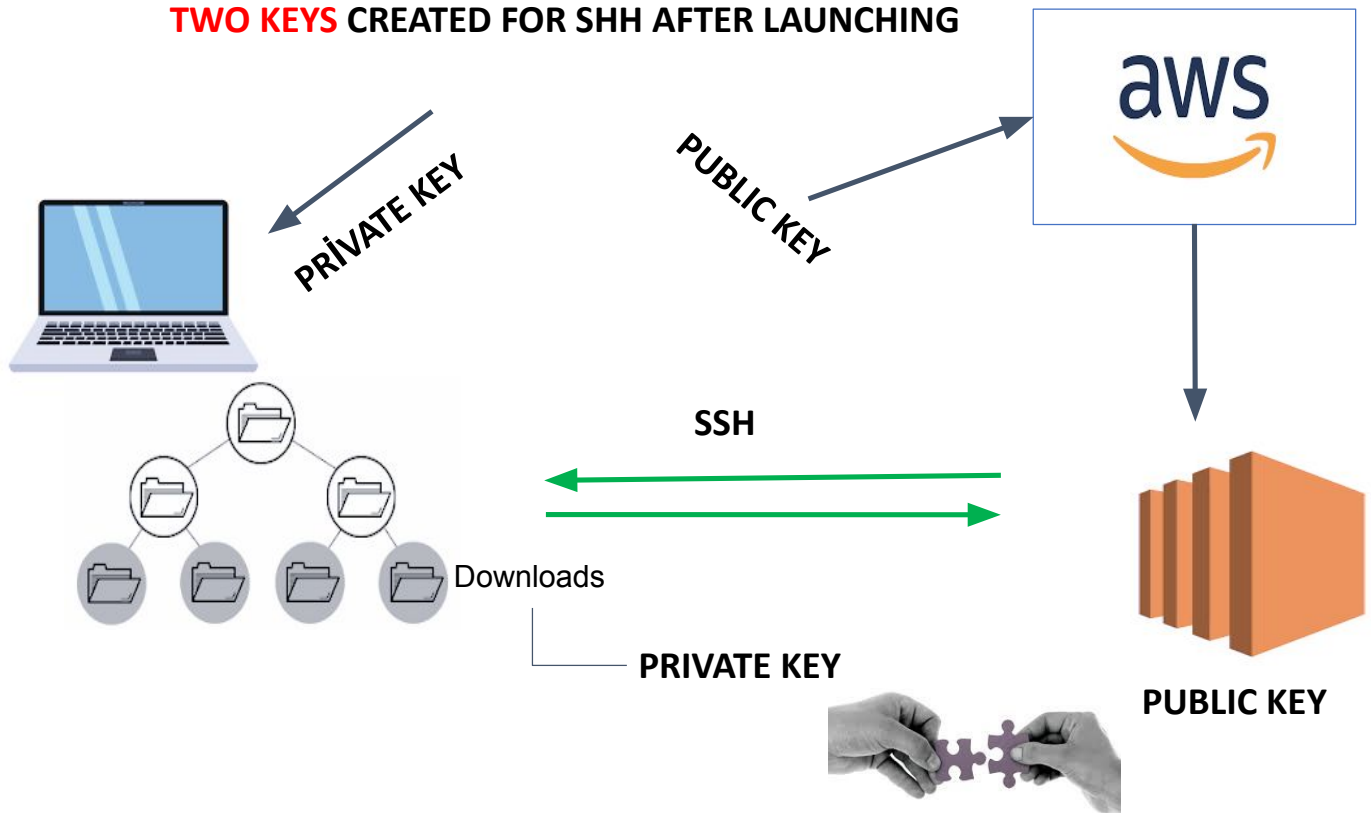 TWO KEYS CREATED FOR SHH AFTER LAUNCHING
aws
PRİVATE KEY
PUBLIC KEY
SSH
Downloads
PRIVATE KEY
PUBLIC KEY